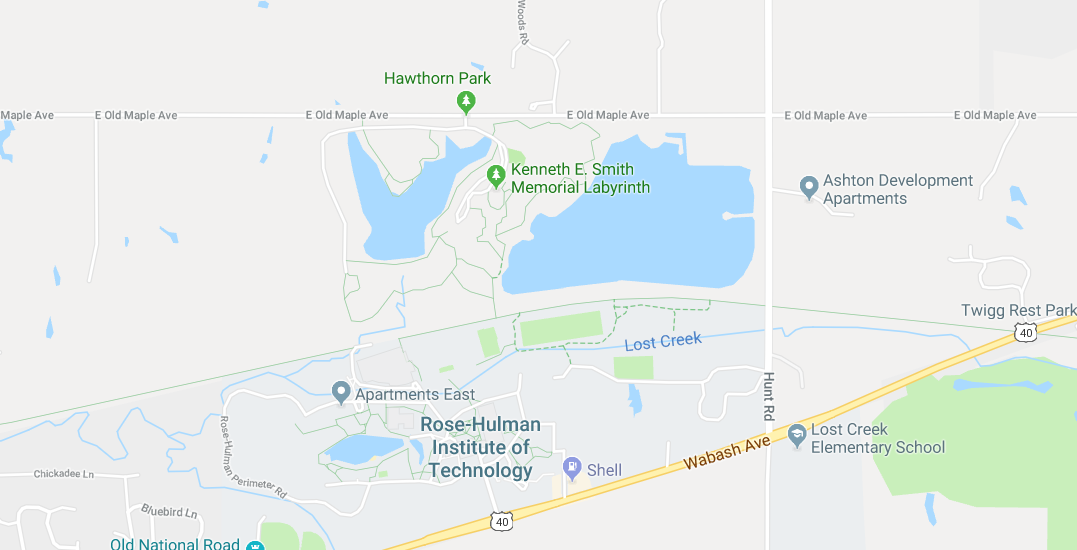 Woods Rd
Hawthorn Park
Maple Ave
E Old Maple Ave
E Old Maple Ave
E Old Maple Ave
E Old Maple Ave
E Old Maple Ave
Kenneth E. Smith
Memorial Labyrinth
Ashton Development
Apartments
Twigg Rest Park
40
Lost Creek
Hunt Rd
Apartments East
Rose-Hulman
Institute of
Technology
Rose-Hulman Perimeter Rd
Lost Creek
Elementary School
Wabash Ave
Shell
Chickadee Ln
Bluebird Ln
40
Old National Road